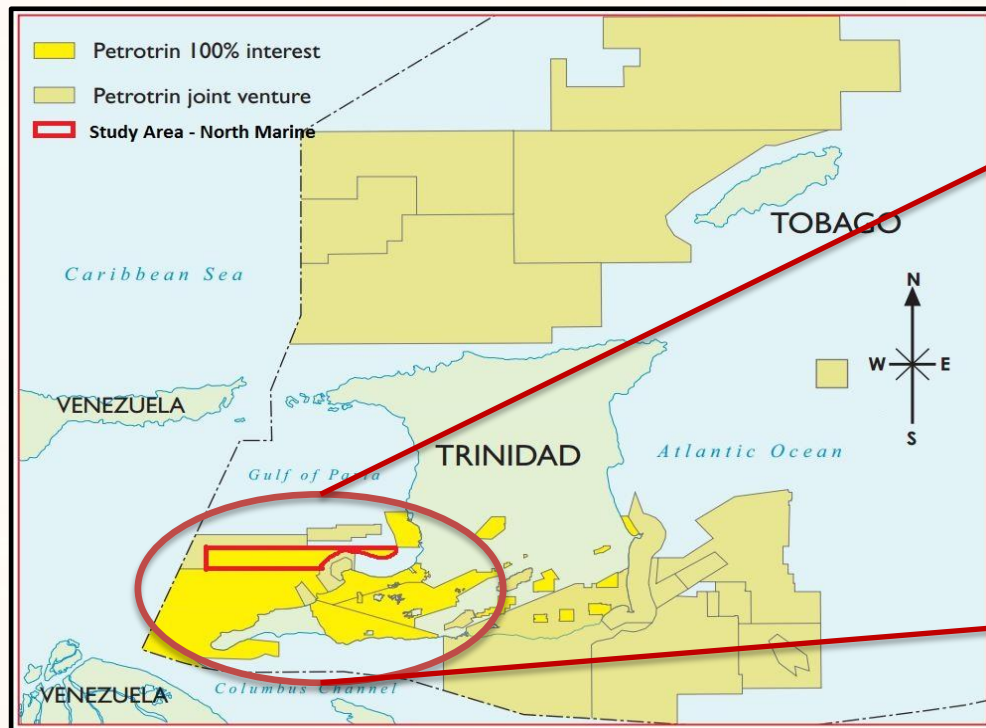 Petrotrin 100% interest
Petrotrin joint venture
Study Area - North Marine
TOBAGO
Caribbean Sea
N
W
E
S
VENEZUELA
TRINIDAD
Atlantic Ocean
Gulf of Paria
Columbus Channel
VENEZUELA